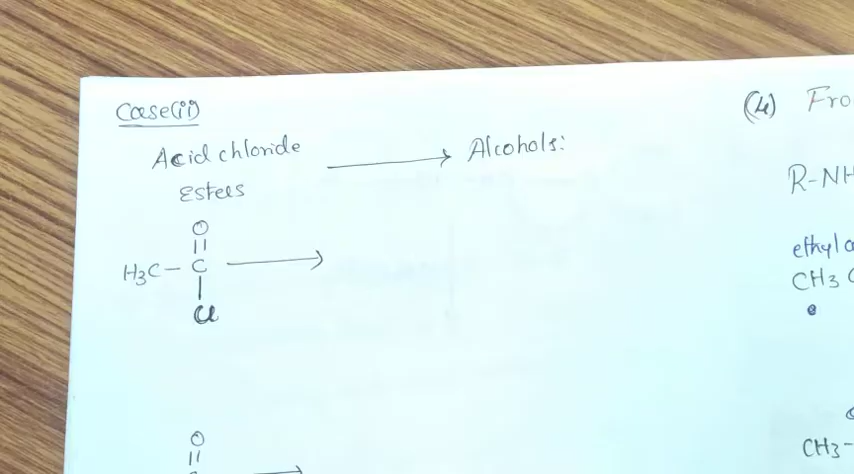 Case(ii)
Acid chloride → Alcohols:
Esters
O
||
H3C – C →
|
Cl
O
||
(4) Fro
R-NH
ethyl
CH3
CH3-